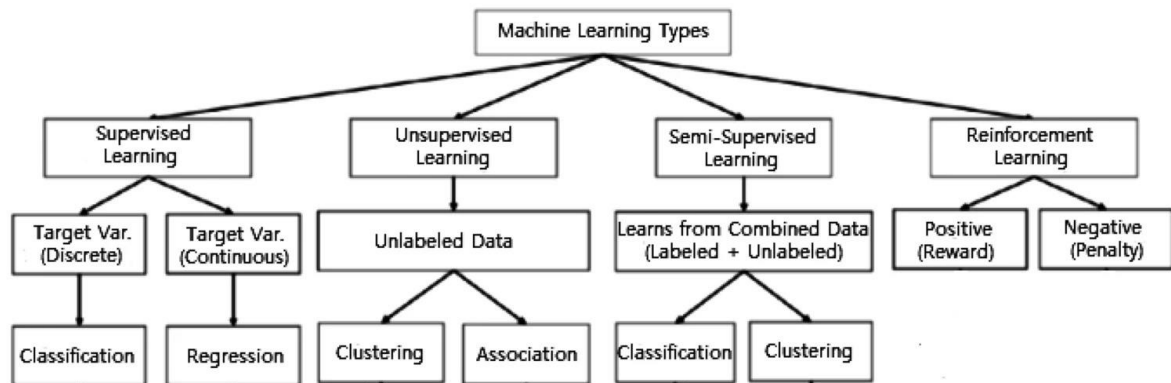 Machine Learning Types
Supervised
Learning
Unsupervised
Learning
Semi-Supervised
Learning
Reinforcement
Learning
Target Var.
(Discrete)
Target Var.
(Continuous)
Unlabeled Data
Learns from Combined Data
(Labeled + Unlabeled)
Positive
(Reward)
Negative
(Penalty)
Classification
Regression
Clustering
Association
Classification
Clustering